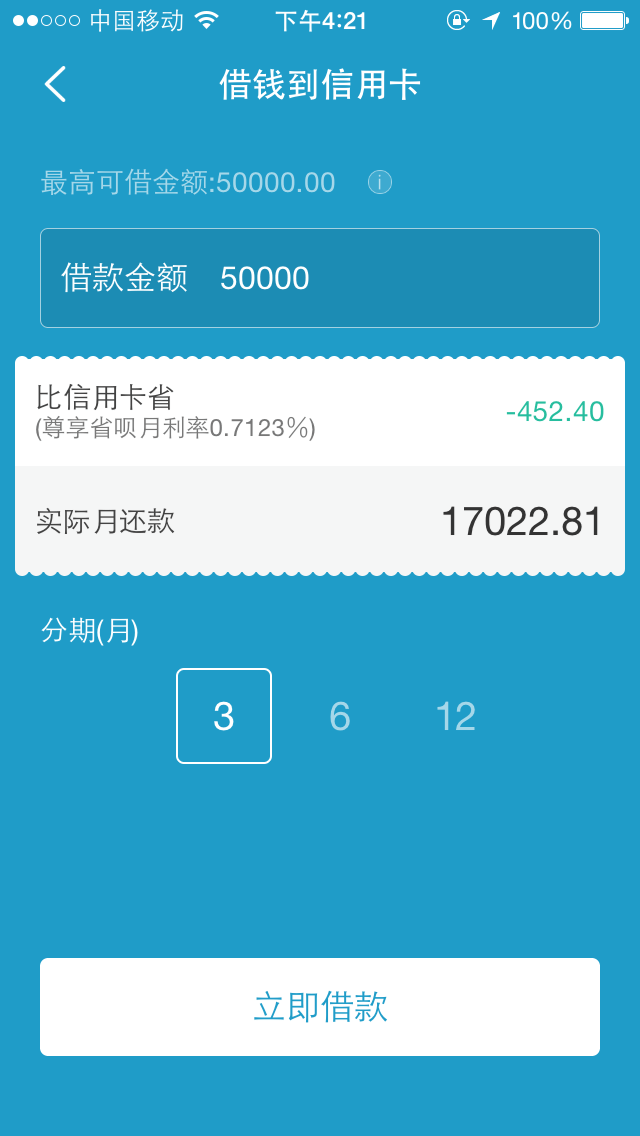 中国移动 下午4:21 100%
借钱到信用卡
最高可借金额:50000.00
借款金额 50000
比信用卡省 -452.40
(尊享省呗月利率0.7123%)
实际月还款 17022.81
分期(月)
3 6 12
立即借款